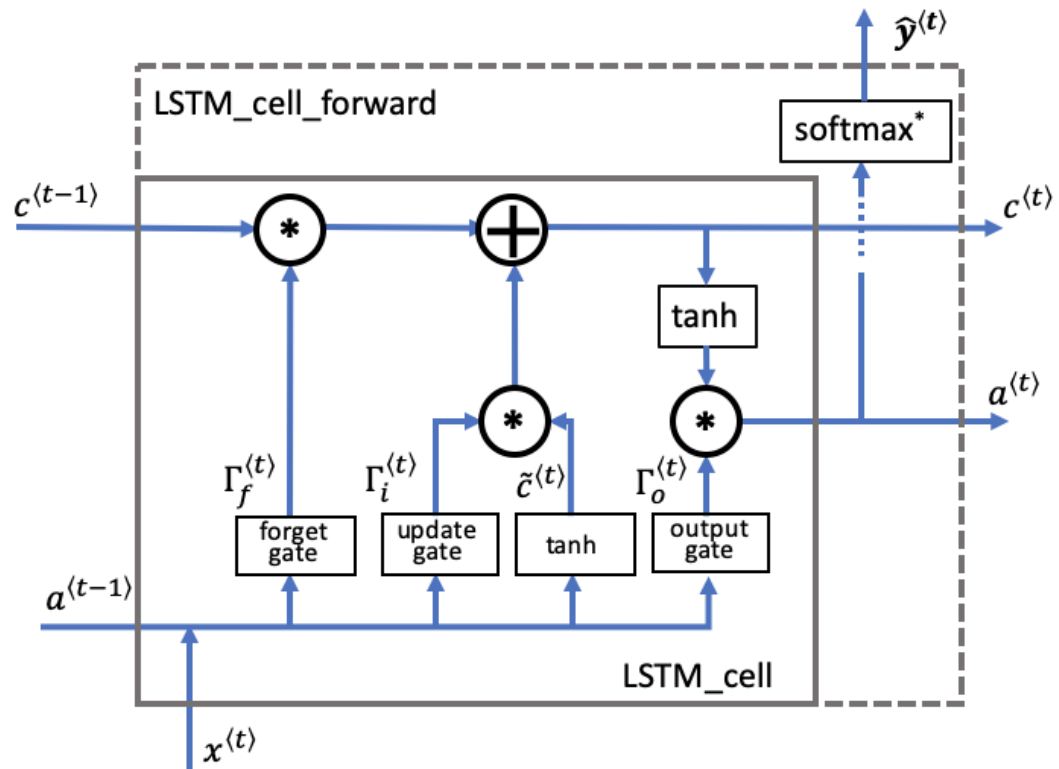 ŷ⟨t⟩
LSTM_cell_forward
softmax*
c⟨t−1⟩
*
+
c⟨t⟩
tanh
*
*
a⟨t⟩
Γf⟨t⟩
Γi⟨t⟩
c̃⟨t⟩
Γo⟨t⟩
forget
gate
update
gate
tanh
output
gate
a⟨t−1⟩
LSTM_cell
x⟨t⟩